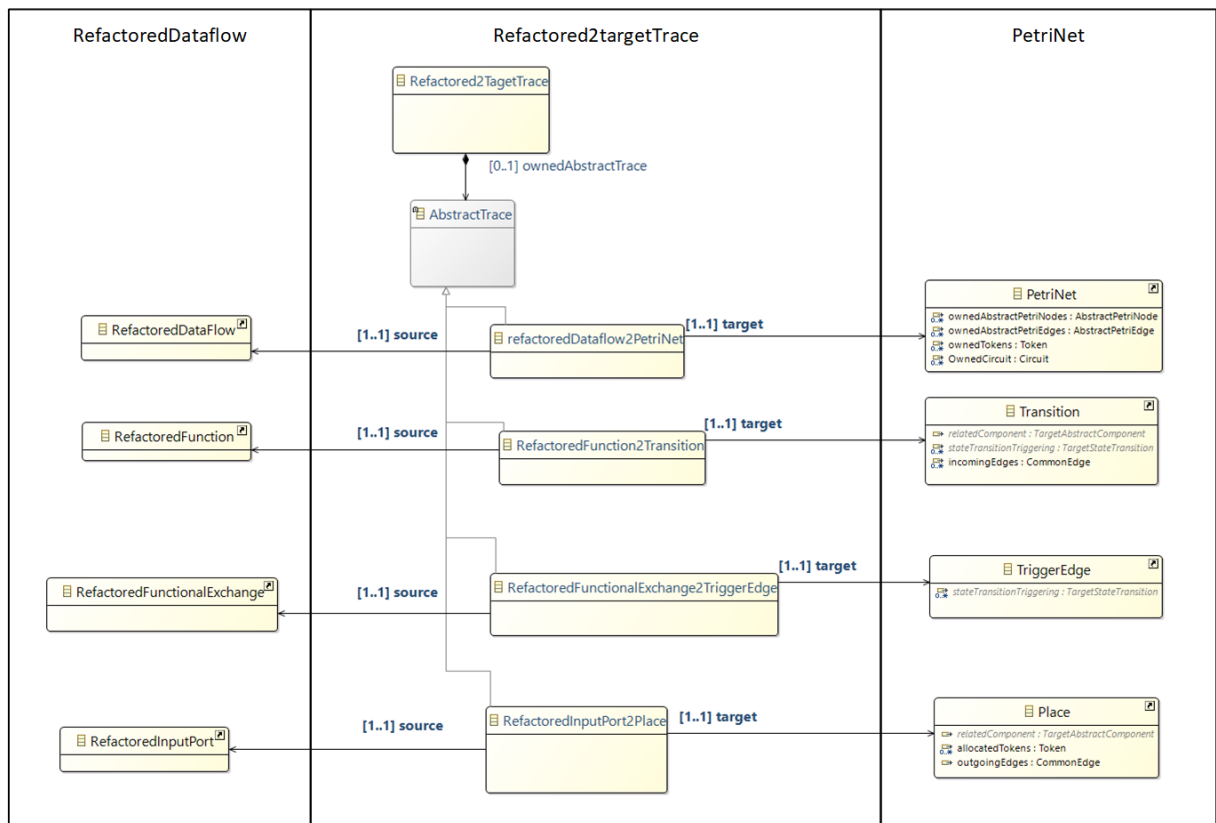 RefactoredDataflow
Refactored2targetTrace
PetriNet
Refactored2TagetTrace
[0..1] ownedAbstractTrace
AbstractTrace
RefactoredDataFlow
[1..1] source
refactoredDataflow2PetriNet
[1..1] target
PetriNet
ownedAbstractPetriNodes : AbstractPetriNode
ownedAbstractPetriEdges : AbstractPetriEdge
ownedTokens : Token
OwnedCircuit : Circuit
RefactoredFunction
[1..1] source
RefactoredFunction2Transition
[1..1] target
Transition
relatedComponent : TargetAbstractComponent
stateTransitionTriggering : TargetStateTransition
incomingEdges : CommonEdge
RefactoredFunctionalExchange
[1..1] source
RefactoredFunctionalExchange2TriggerEdge
[1..1] target
TriggerEdge
stateTransitionTriggering : TargetStateTransition
RefactoredInputPort
[1..1] source
RefactoredInputPort2Place
[1..1] target
Place
relatedComponent : TargetAbstractComponent
allocatedTokens : Token
outgoingEdges : CommonEdge